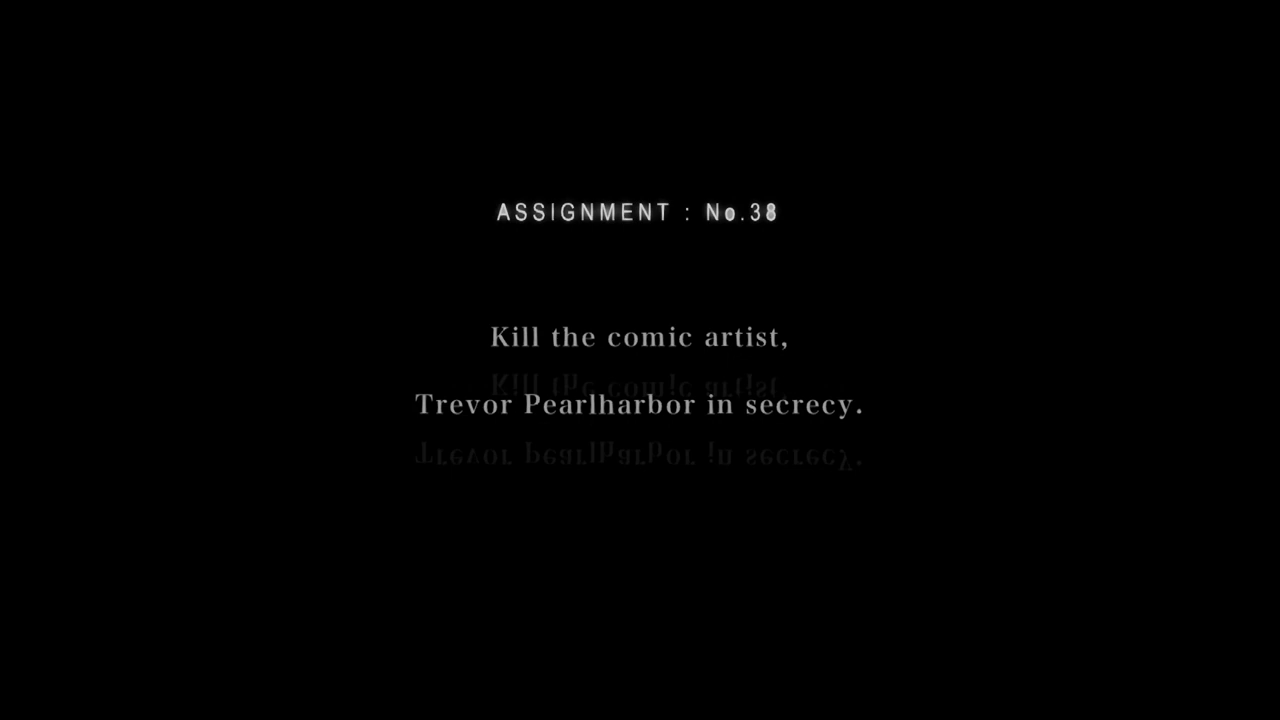 ASSIGNMENT : No.38
Kill the comic artist,
Trevor Pearlharbor in secrecy.